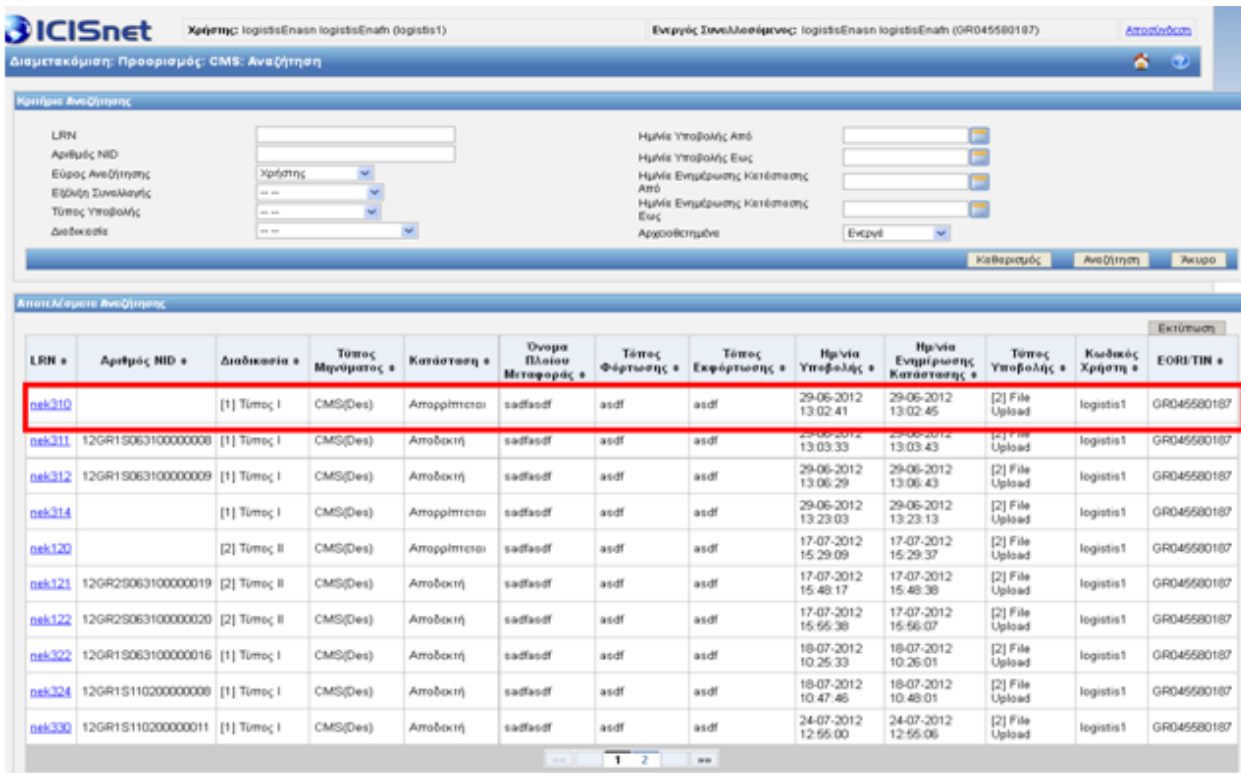 ICISnet
Χρήστης: logistisEnasn logistisEnafn (logistis1)
Ενεργός Συναλλασόμενος: logistisEnasn logistisEnafn (GR045580187)
Αποσύνδεση
Διαμετακόμιση: Προορισμός: CMS: Αναζήτηση
Κριτήρια Αναζήτησης
LRN
Αριθμός NID
Εύρος Αναζήτησης Χρήστης
Εξέλιξη Συναλλαγής -- --
Τύπος Υποβολής -- --
Διαδικασία -- --
Ημ/νία Υποβολής Από
Ημ/νία Υποβολής Εως
Ημ/νία Ενημέρωσης Κατάστασης Από
Ημ/νία Ενημέρωσης Κατάστασης Εως
Αρχειοθετημένα Ενεργά
Καθαρισμός Αναζήτηση Άκυρο
Αποτελέσματα Αναζήτησης
Εκτύπωση
LRN Αριθμός NID Διαδικασία Τύπος Μηνύματος Κατάσταση Όνομα Πλοίου Μεταφοράς Τόπος Φόρτωσης Τόπος Εκφόρτωσης Ημ/νία Υποβολής Ημ/νία Ενημέρωσης Κατάστασης Τύπος Υποβολής Κωδικός Χρήστη EORI/TIN
nek310 [1] Τύπος I CMS(Des) Απορρίπτεται sadfasdf asdf asdf 29-06-2012 13:02:41 29-06-2012 13:02:45 [2] File Upload logistis1 GR045580187
nek311 12GR1S063100000008 [1] Τύπος I CMS(Des) Αποδεκτή sadfasdf asdf asdf 29-06-2012 13:03:33 29-06-2012 13:03:43 [2] File Upload logistis1 GR045580187
nek312 12GR1S063100000009 [1] Τύπος I CMS(Des) Αποδεκτή sadfasdf asdf asdf 29-06-2012 13:06:29 29-06-2012 13:06:43 [2] File Upload logistis1 GR045580187
nek314 [1] Τύπος I CMS(Des) Απορρίπτεται sadfasdf asdf asdf 29-06-2012 13:23:03 29-06-2012 13:23:13 [2] File Upload logistis1 GR045580187
nek120 [2] Τύπος II CMS(Des) Απορρίπτεται sadfasdf asdf asdf 17-07-2012 15:29:09 17-07-2012 15:29:37 [2] File Upload logistis1 GR045580187
nek121 12GR2S063100000019 [2] Τύπος II CMS(Des) Αποδεκτή sadfasdf asdf asdf 17-07-2012 15:48:17 17-07-2012 15:48:38 [2] File Upload logistis1 GR045580187
nek122 12GR2S063100000020 [2] Τύπος II CMS(Des) Αποδεκτή sadfasdf asdf asdf 17-07-2012 15:55:38 17-07-2012 15:56:07 [2] File Upload logistis1 GR045580187
nek322 12GR1S063100000016 [1] Τύπος I CMS(Des) Αποδεκτή sadfasdf asdf asdf 18-07-2012 10:25:33 18-07-2012 10:26:01 [2] File Upload logistis1 GR045580187
nek324 12GR1S110200000008 [1] Τύπος I CMS(Des) Αποδεκτή sadfasdf asdf asdf 18-07-2012 10:47:46 18-07-2012 10:48:01 [2] File Upload logistis1 GR045580187
nek330 12GR1S110200000011 [1] Τύπος I CMS(Des) Αποδεκτή sadfasdf asdf asdf 24-07-2012 12:55:00 24-07-2012 12:55:06 [2] File Upload logistis1 GR045580187
1 2